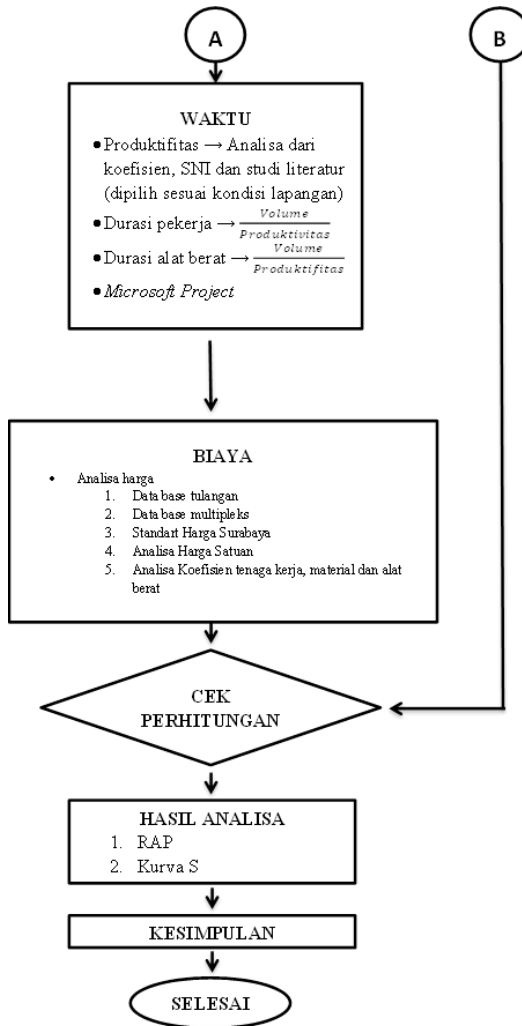 A
B
WAKTU
• Produktifitas → Analisa dari
koefisien, SNI dan studi literatur
(dipilih sesuai kondisi lapangan)
• Durasi pekerja → Volume / Produktivitas
• Durasi alat berat → Volume / Produktifitas
• Microsoft Project
BIAYA
• Analisa harga
1. Data base tulangan
2. Data base multipleks
3. Standart Harga Surabaya
4. Analisa Harga Satuan
5. Analisa Koefisien tenaga kerja, material dan alat
berat
CEK
PERHITUNGAN
HASIL ANALISA
1. RAP
2. Kurva S
KESIMPULAN
SELESAI